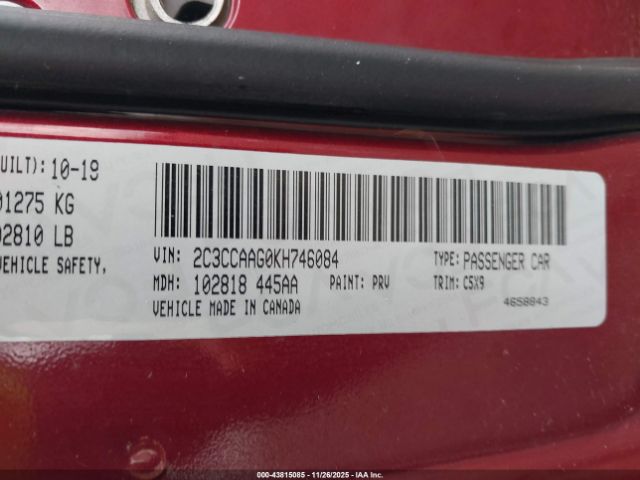 UILT): 10-19
01275 KG
02810 LB
VEHICLE SAFETY,
VIN: 2C3CCAAG0KH746084 TYPE: PASSENGER CAR
MDH: 102818 445AA PAINT: PRV TRIM: C5X9
VEHICLE MADE IN CANADA 4658843
000-43815085 | 11/26/2025 | IAA Inc.